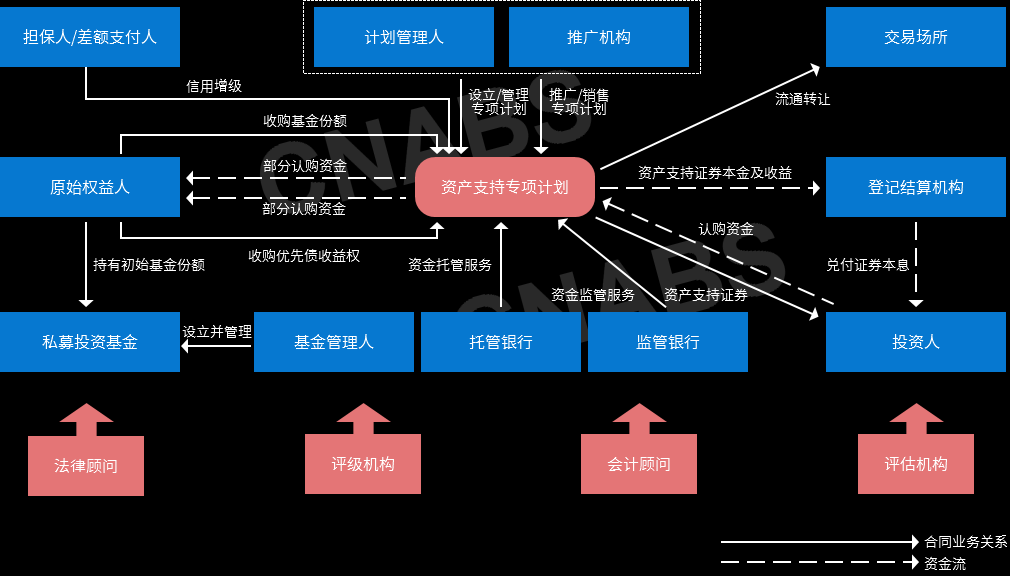 担保人/差额支付人
计划管理人
推广机构
交易场所
信用增级
设立/管理
专项计划
推广/销售
专项计划
流通转让
收购基金份额
部分认购资金
部分认购资金
收购优先债收益权
原始权益人
资产支持专项计划
资产支持证券本金及收益
登记结算机构
认购资金
持有初始基金份额
资金托管服务
资金监管服务
资产支持证券
兑付证券本息
设立并管理
私募投资基金
基金管理人
托管银行
监管银行
投资人
法律顾问
评级机构
会计顾问
评估机构
合同业务关系
资金流
CNABS
CNABS